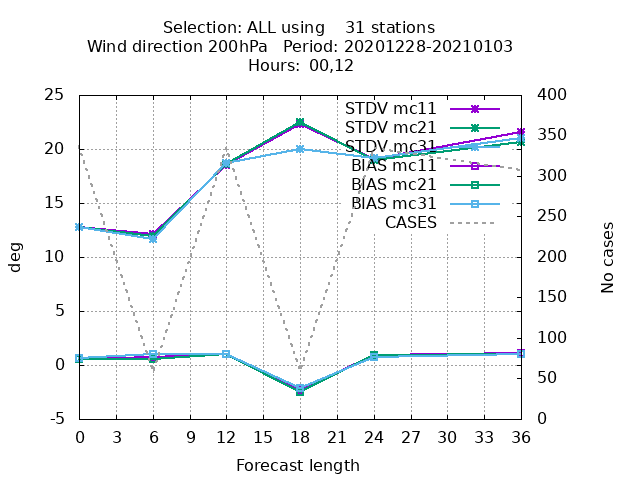 Selection: ALL using    31 stations
Wind direction 200hPa   Period: 20201228-20210103
Hours: 00,12
25
20
15
10
5
0
-5
400
350
300
250
200
150
100
50
0
deg
No cases
STDV mc11
STDV mc21
STDV mc31
BIAS mc11
BIAS mc21
BIAS mc31
CASES
0 3 6 9 12 15 18 21 24 27 30 33 36
Forecast length